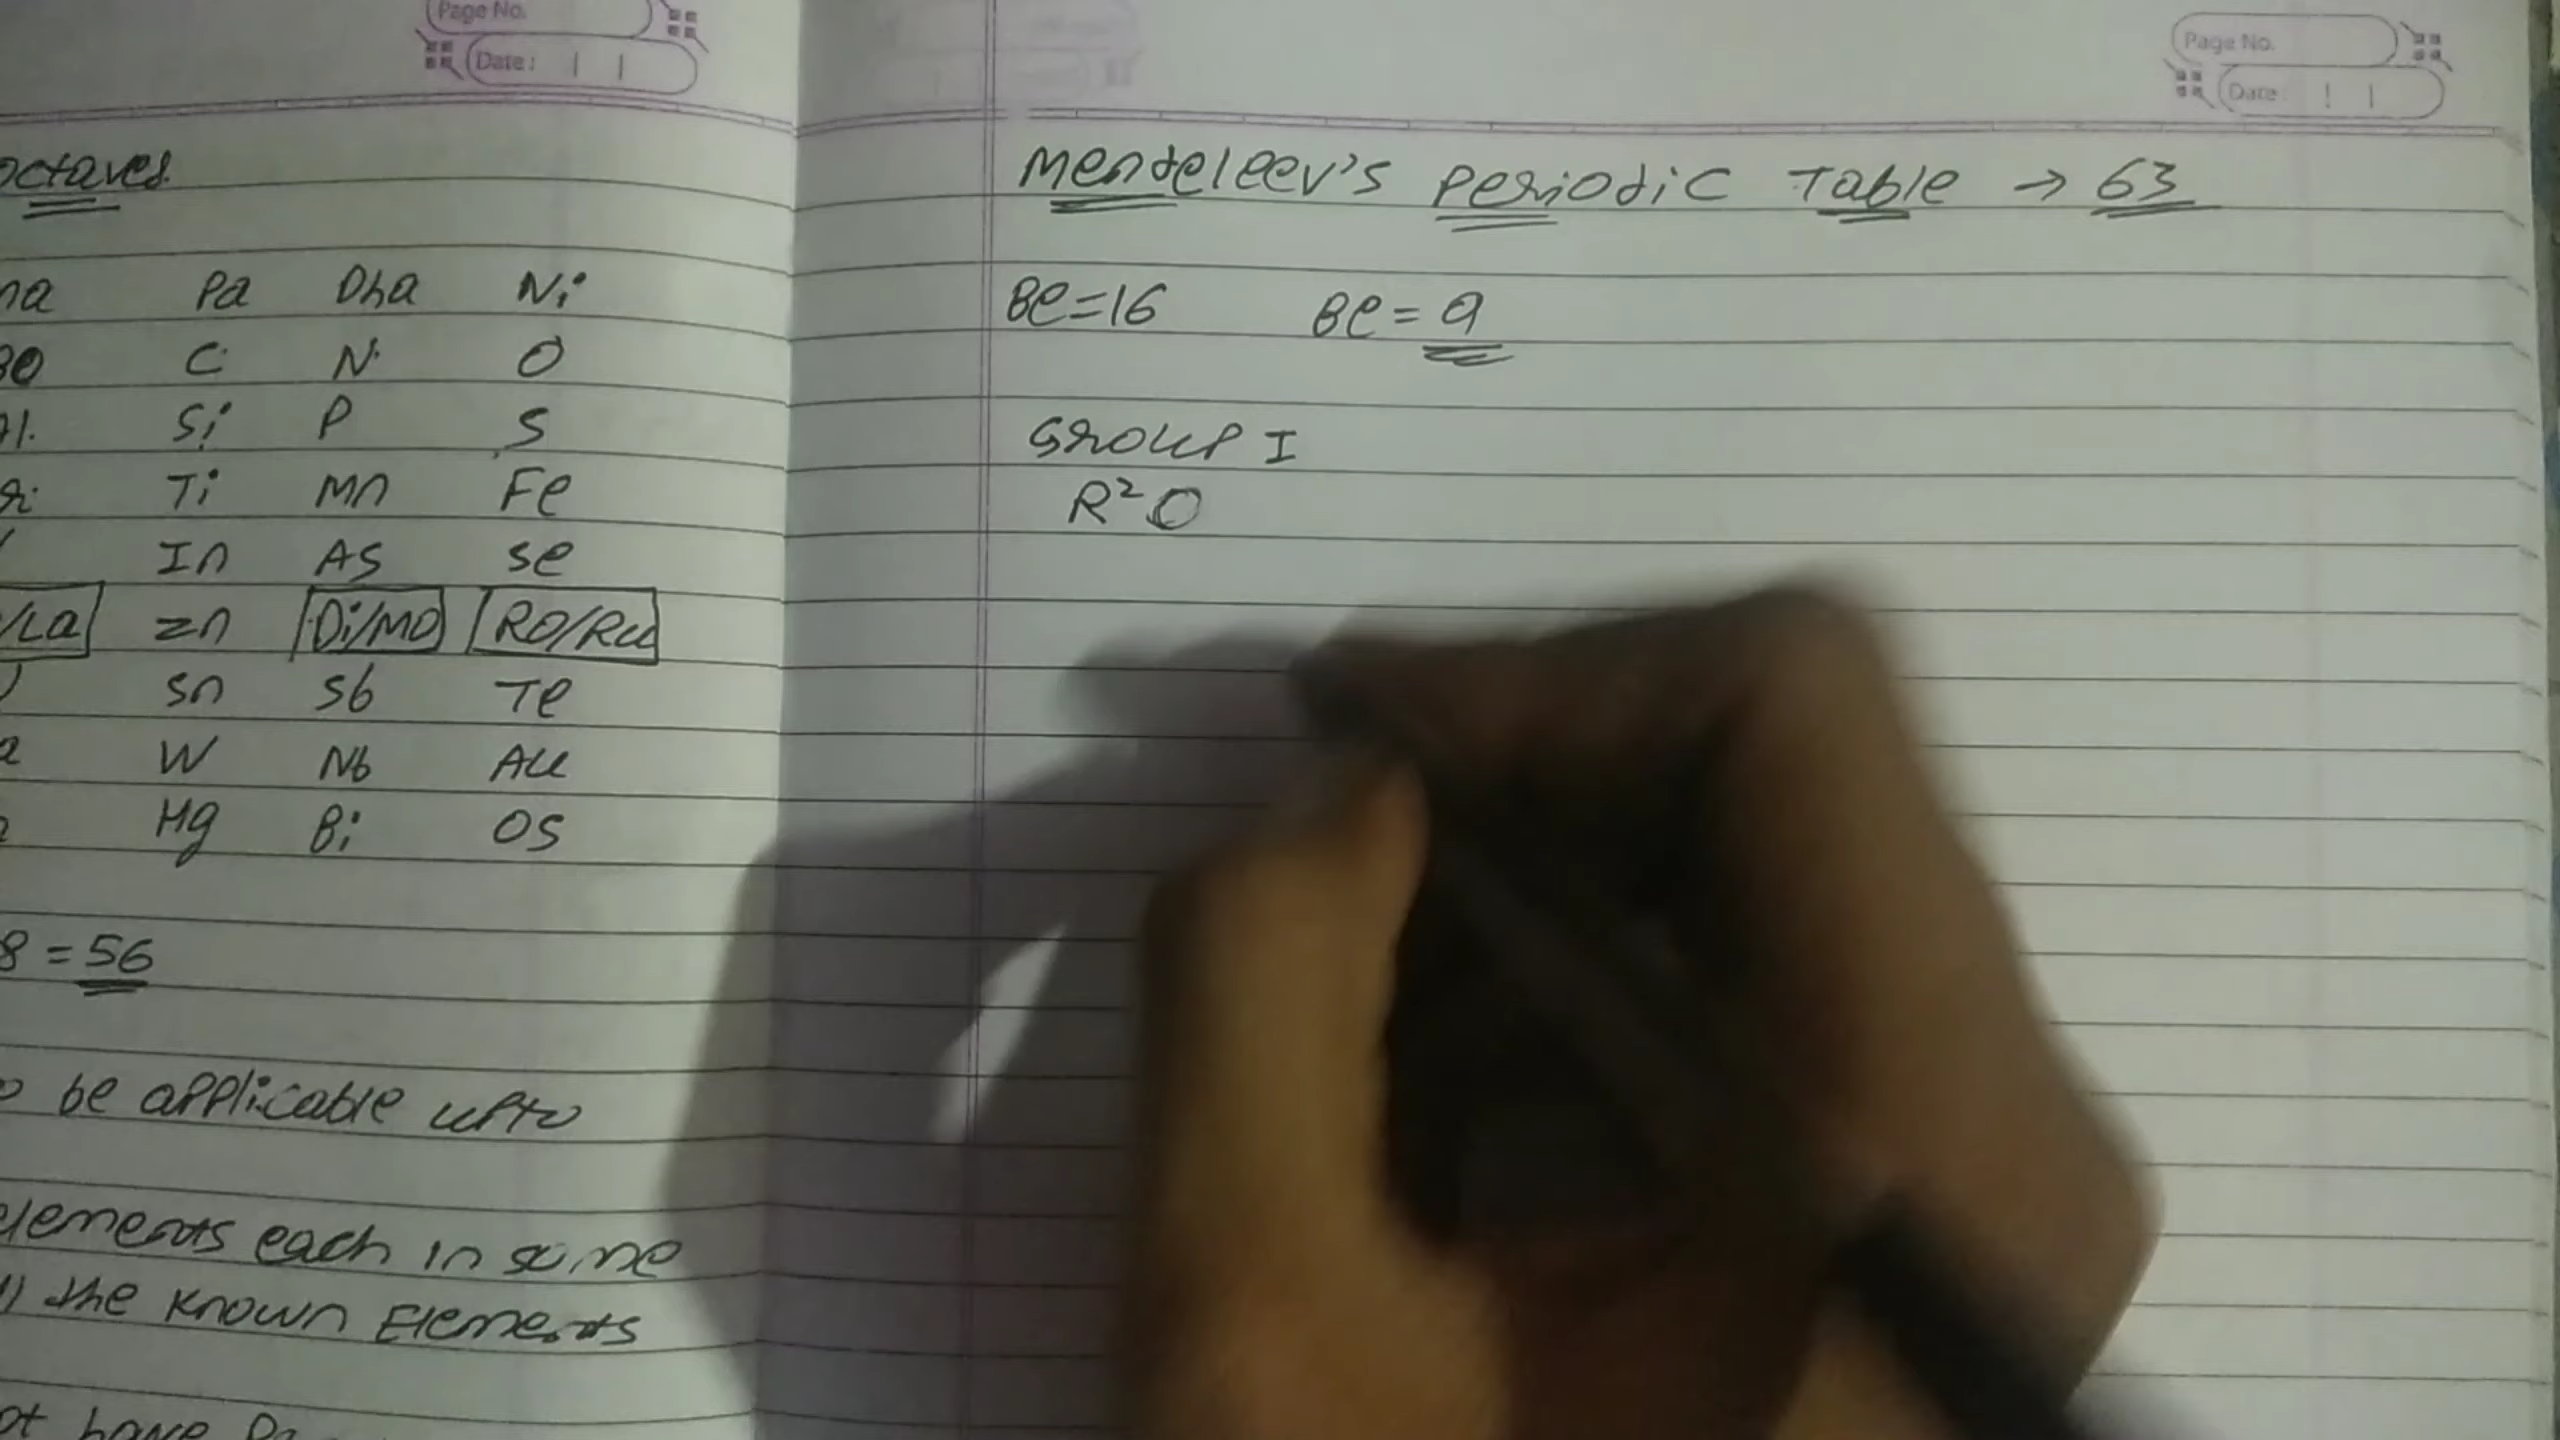 Page No.
Date:
octaves.
Pa Dha Ni
C N O
Si P S
Ti Mn Fe
In As Se
/La Zn Di/Mo Ro/Ru
Sn Sb Te
W Nb Au
Hg Bi Os
8 = 56
be applicable upto
elements each in some
the known Elements
Page No.
Date:
Mendeleev's Periodic Table → 63
Be=16 Be = 9
Group I
R²O